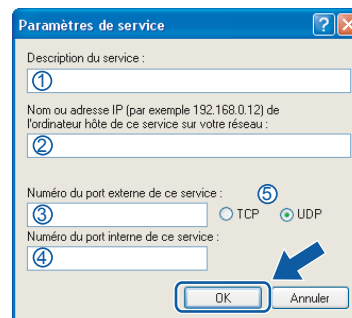 Paramètres de service
?
Description du service :
①
Nom ou adresse IP (par exemple 192.168.0.12) de
l'ordinateur hôte de ce service sur votre réseau :
②
Numéro du port externe de ce service :
⑤
③
TCP UDP
Numéro du port interne de ce service :
④
OK Annuler